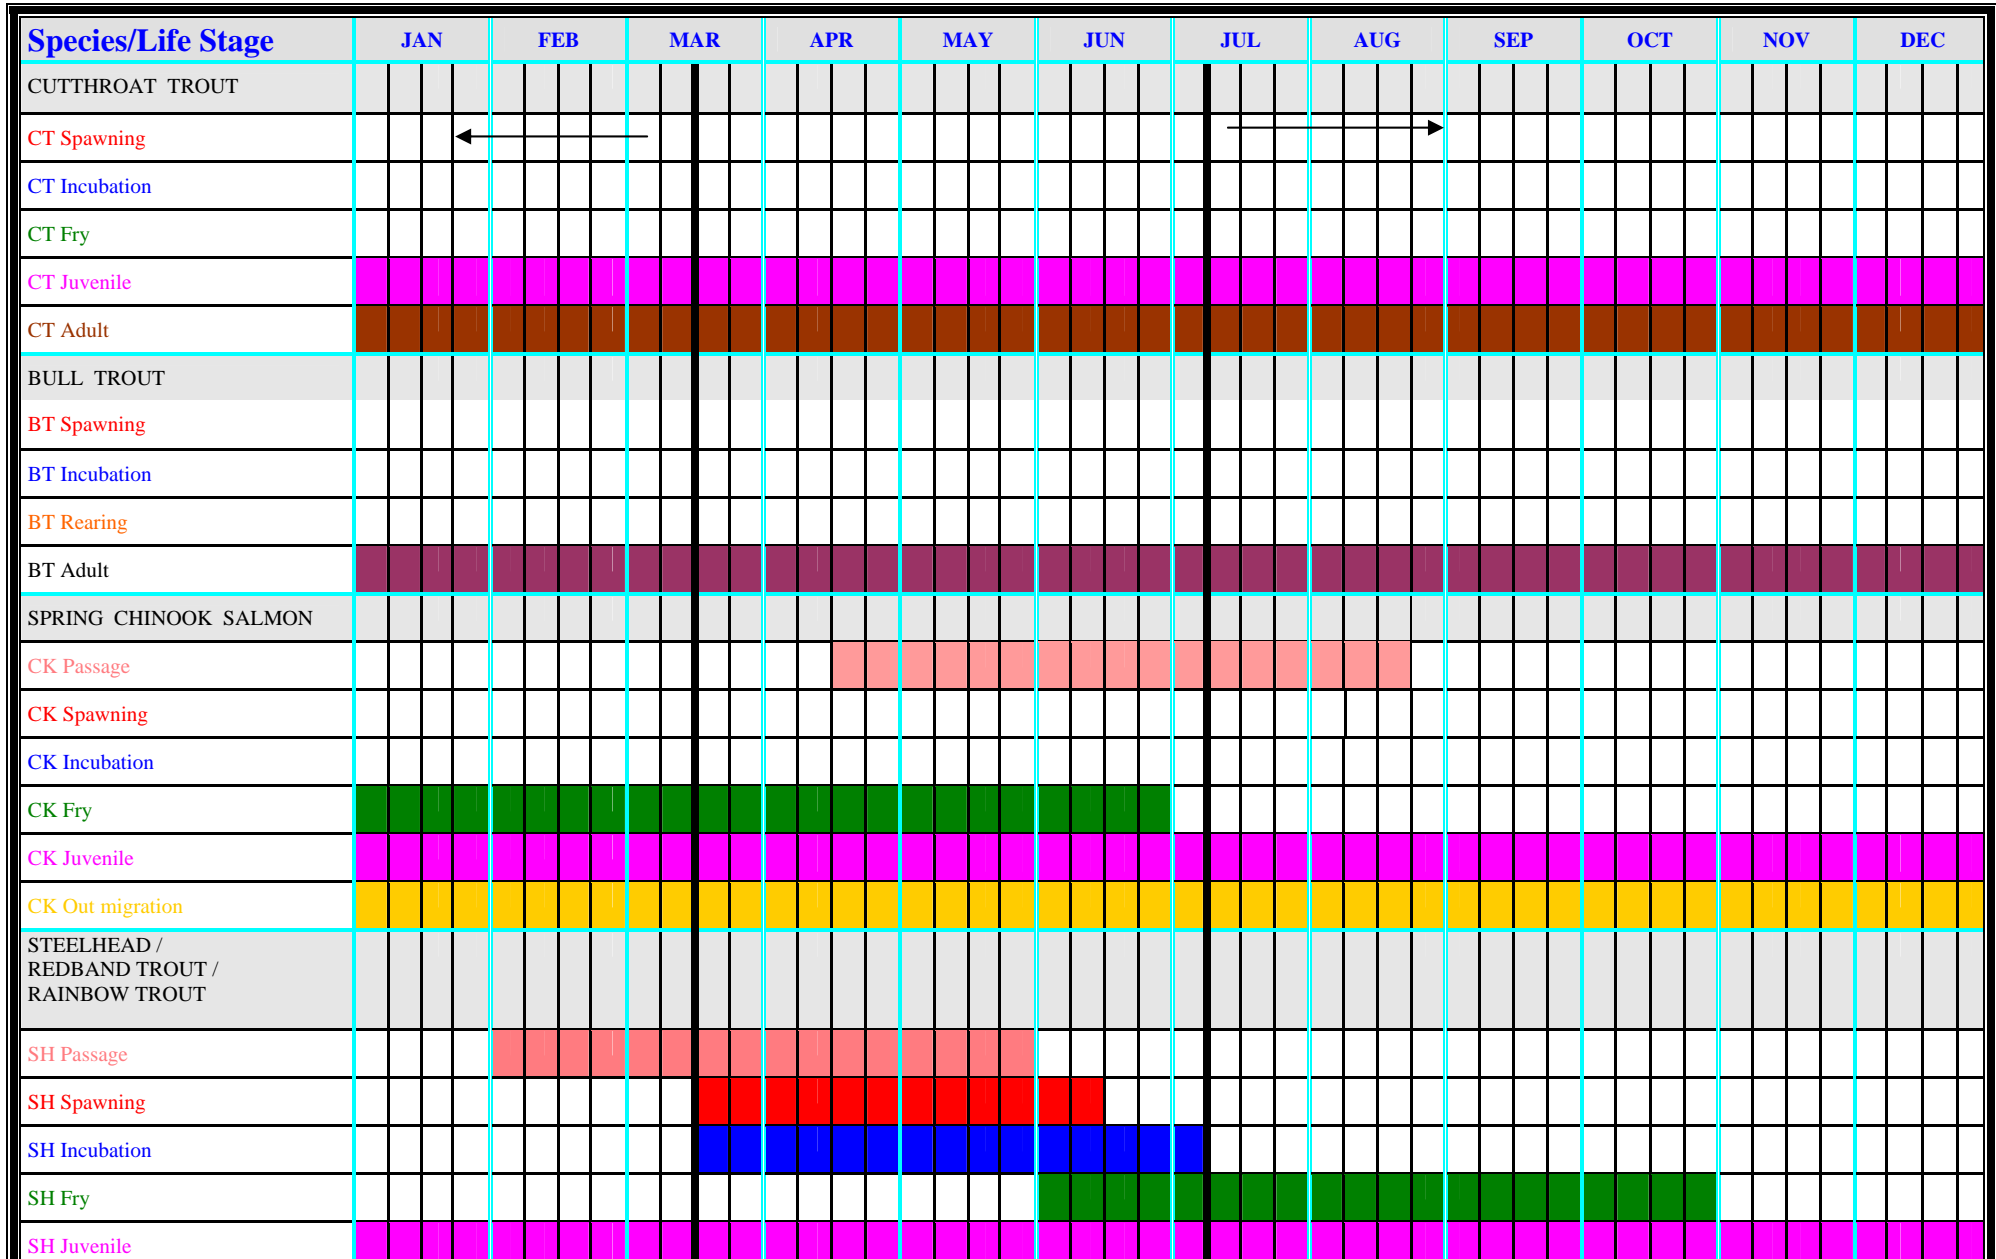 Species/Life Stage JAN FEB MAR APR MAY JUN JUL AUG SEP OCT NOV DEC
CUTTHROAT TROUT
CT Spawning
CT Incubation
CT Fry
CT Juvenile
CT Adult
BULL TROUT
BT Spawning
BT Incubation
BT Rearing
BT Adult
SPRING CHINOOK SALMON
CK Passage
CK Spawning
CK Incubation
CK Fry
CK Juvenile
CK Out migration
STEELHEAD /
REDBAND TROUT /
RAINBOW TROUT
SH Passage
SH Spawning
SH Incubation
SH Fry
SH Juvenile